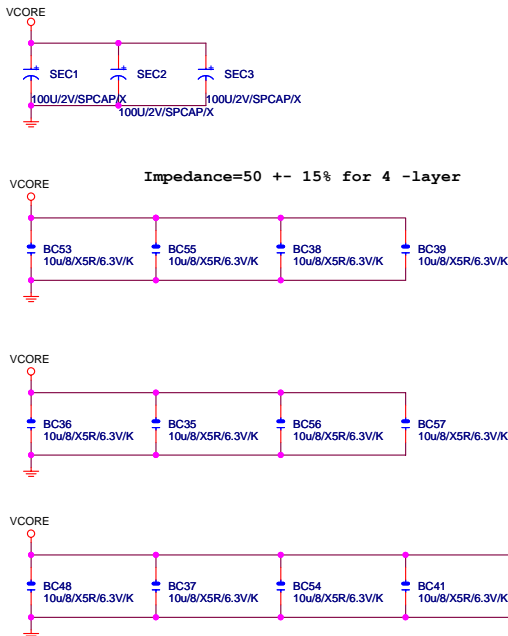 VCORE
SEC1 SEC2 SEC3
100U/2V/SPCAP/X 100U/2V/SPCAP/X
100U/2V/SPCAP/X
Impedance=50 +- 15% for 4 -layer
VCORE
BC53 BC55 BC38 BC39
10u/8/X5R/6.3V/K 10u/8/X5R/6.3V/K 10u/8/X5R/6.3V/K 10u/8/X5R/6.3V/K
VCORE
BC36 BC35 BC56 BC57
10u/8/X5R/6.3V/K 10u/8/X5R/6.3V/K 10u/8/X5R/6.3V/K 10u/8/X5R/6.3V/K
VCORE
BC48 BC37 BC54 BC41
10u/8/X5R/6.3V/K 10u/8/X5R/6.3V/K 10u/8/X5R/6.3V/K 10u/8/X5R/6.3V/K